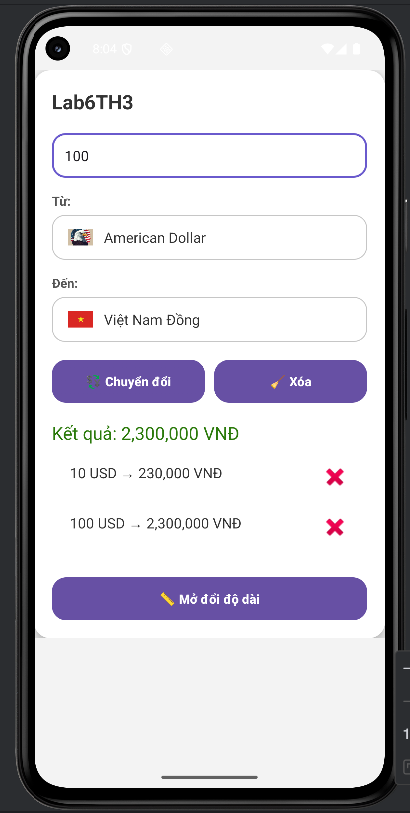 8:04
Lab6TH3
100
Từ:
American Dollar
Đến:
Việt Nam Đồng
Chuyển đổi
Xóa
Kết quả: 2,300,000 VNĐ
10 USD → 230,000 VNĐ
100 USD → 2,300,000 VNĐ
Mở đổi độ dài
1